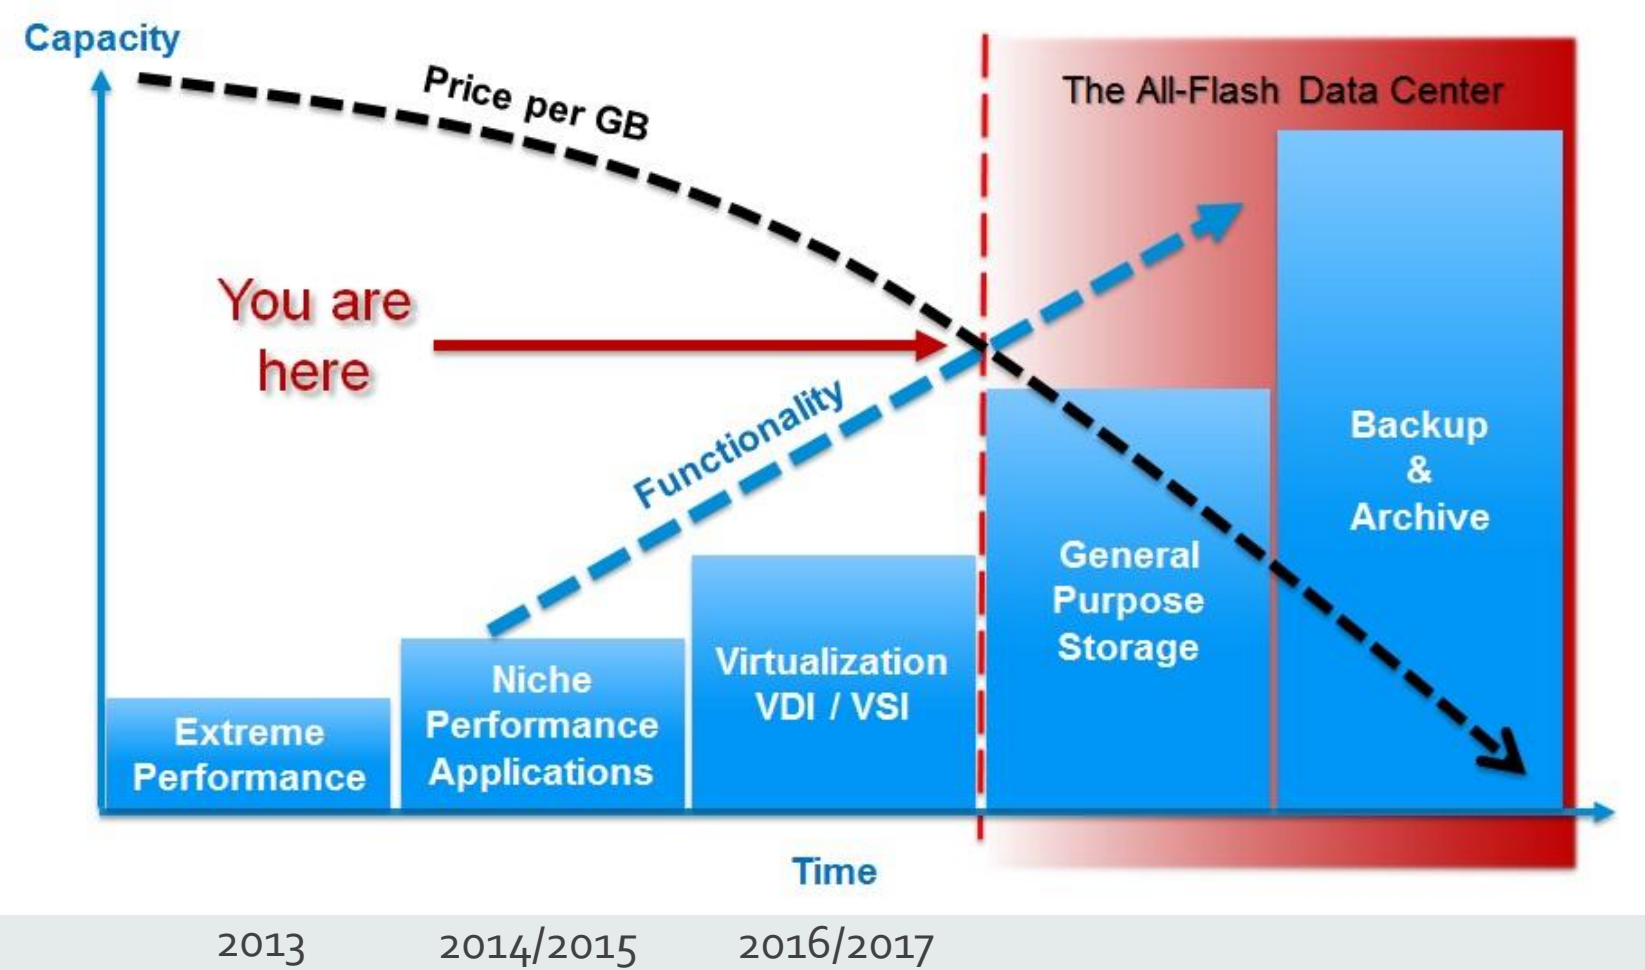 Capacity
Price per GB
The All-Flash Data Center
You are
here
Functionality
Extreme
Performance
Niche
Performance
Applications
Virtualization
VDI / VSI
General
Purpose
Storage
Backup
&
Archive
Time
2013 2014/2015 2016/2017